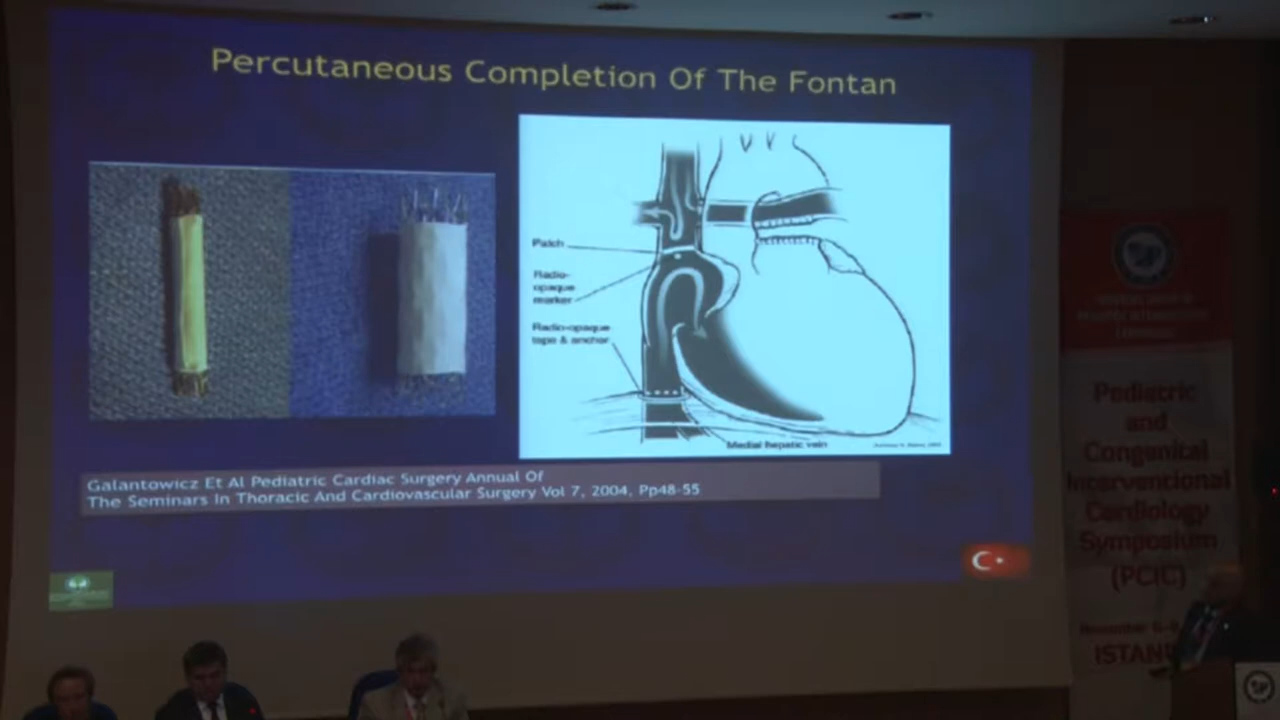 Percutaneous Completion Of The Fontan
Patch
Radio-
opaque
marker
Radio-opaque
tape & anchor
Medial hepatic vein
Galantowicz Et Al Pediatric Cardiac Surgery Annual Of
The Seminars In Thoracic And Cardiovascular Surgery Vol 7, 2004, Pp48-55
Pediatric
and
Congenital
Interventional
Cardiology
Symposium
(PCIC)
November
ISTAN